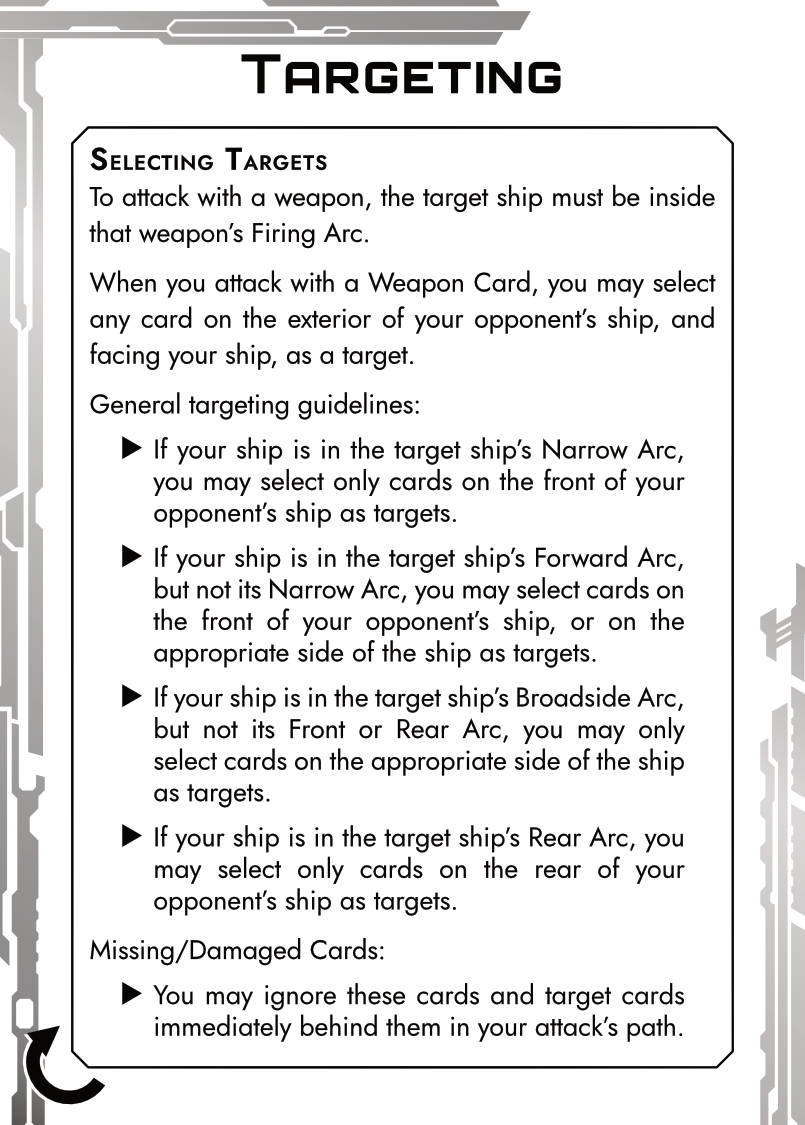 TARGETING
SELECTING TARGETS
To attack with a weapon, the target ship must be inside
that weapon's Firing Arc.
When you attack with a Weapon Card, you may select
any card on the exterior of your opponent's ship, and
facing your ship, as a target.
General targeting guidelines:
▶ If your ship is in the target ship's Narrow Arc,
you may select only cards on the front of your
opponent's ship as targets.
▶ If your ship is in the target ship's Forward Arc,
but not its Narrow Arc, you may select cards on
the front of your opponent's ship, or on the
appropriate side of the ship as targets.
▶ If your ship is in the target ship's Broadside Arc,
but not its Front or Rear Arc, you may only
select cards on the appropriate side of the ship
as targets.
▶ If your ship is in the target ship's Rear Arc, you
may select only cards on the rear of your
opponent's ship as targets.
Missing/Damaged Cards:
▶ You may ignore these cards and target cards
immediately behind them in your attack's path.